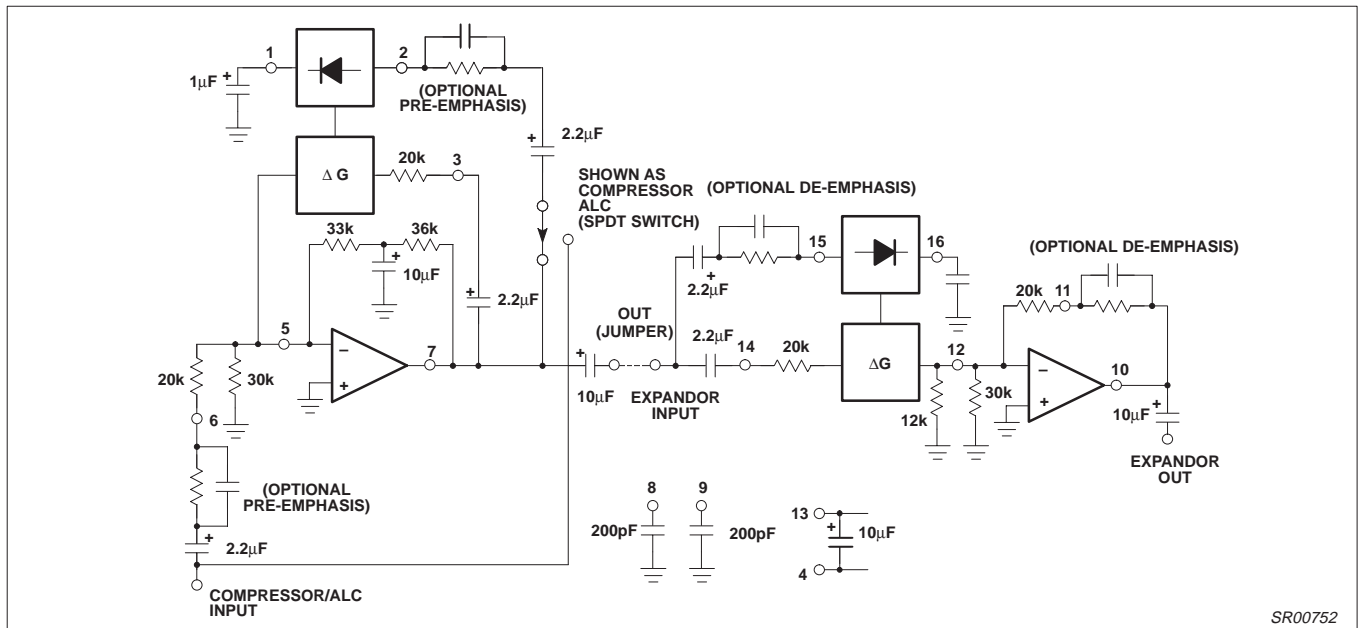 1
2
1µF
+
(OPTIONAL
PRE-EMPHASIS)
+
2.2µF
Δ G
20k
3
SHOWN AS
COMPRESSOR
ALC
(SPDT SWITCH)
(OPTIONAL DE-EMPHASIS)
33k
36k
+
10µF
+
2.2µF
15
16
(OPTIONAL DE-EMPHASIS)
+
2.2µF
20k
11
5
–
+
7
OUT
(JUMPER)
2.2µF
14
20k
ΔG
12
–
+
10
20k
30k
+
10µF
EXPANDOR
INPUT
12k
30k
10µF
+
6
EXPANDOR
OUT
(OPTIONAL
PRE-EMPHASIS)
8
9
200pF
200pF
13
+
10µF
4
+
2.2µF
COMPRESSOR/ALC
INPUT
SR00752